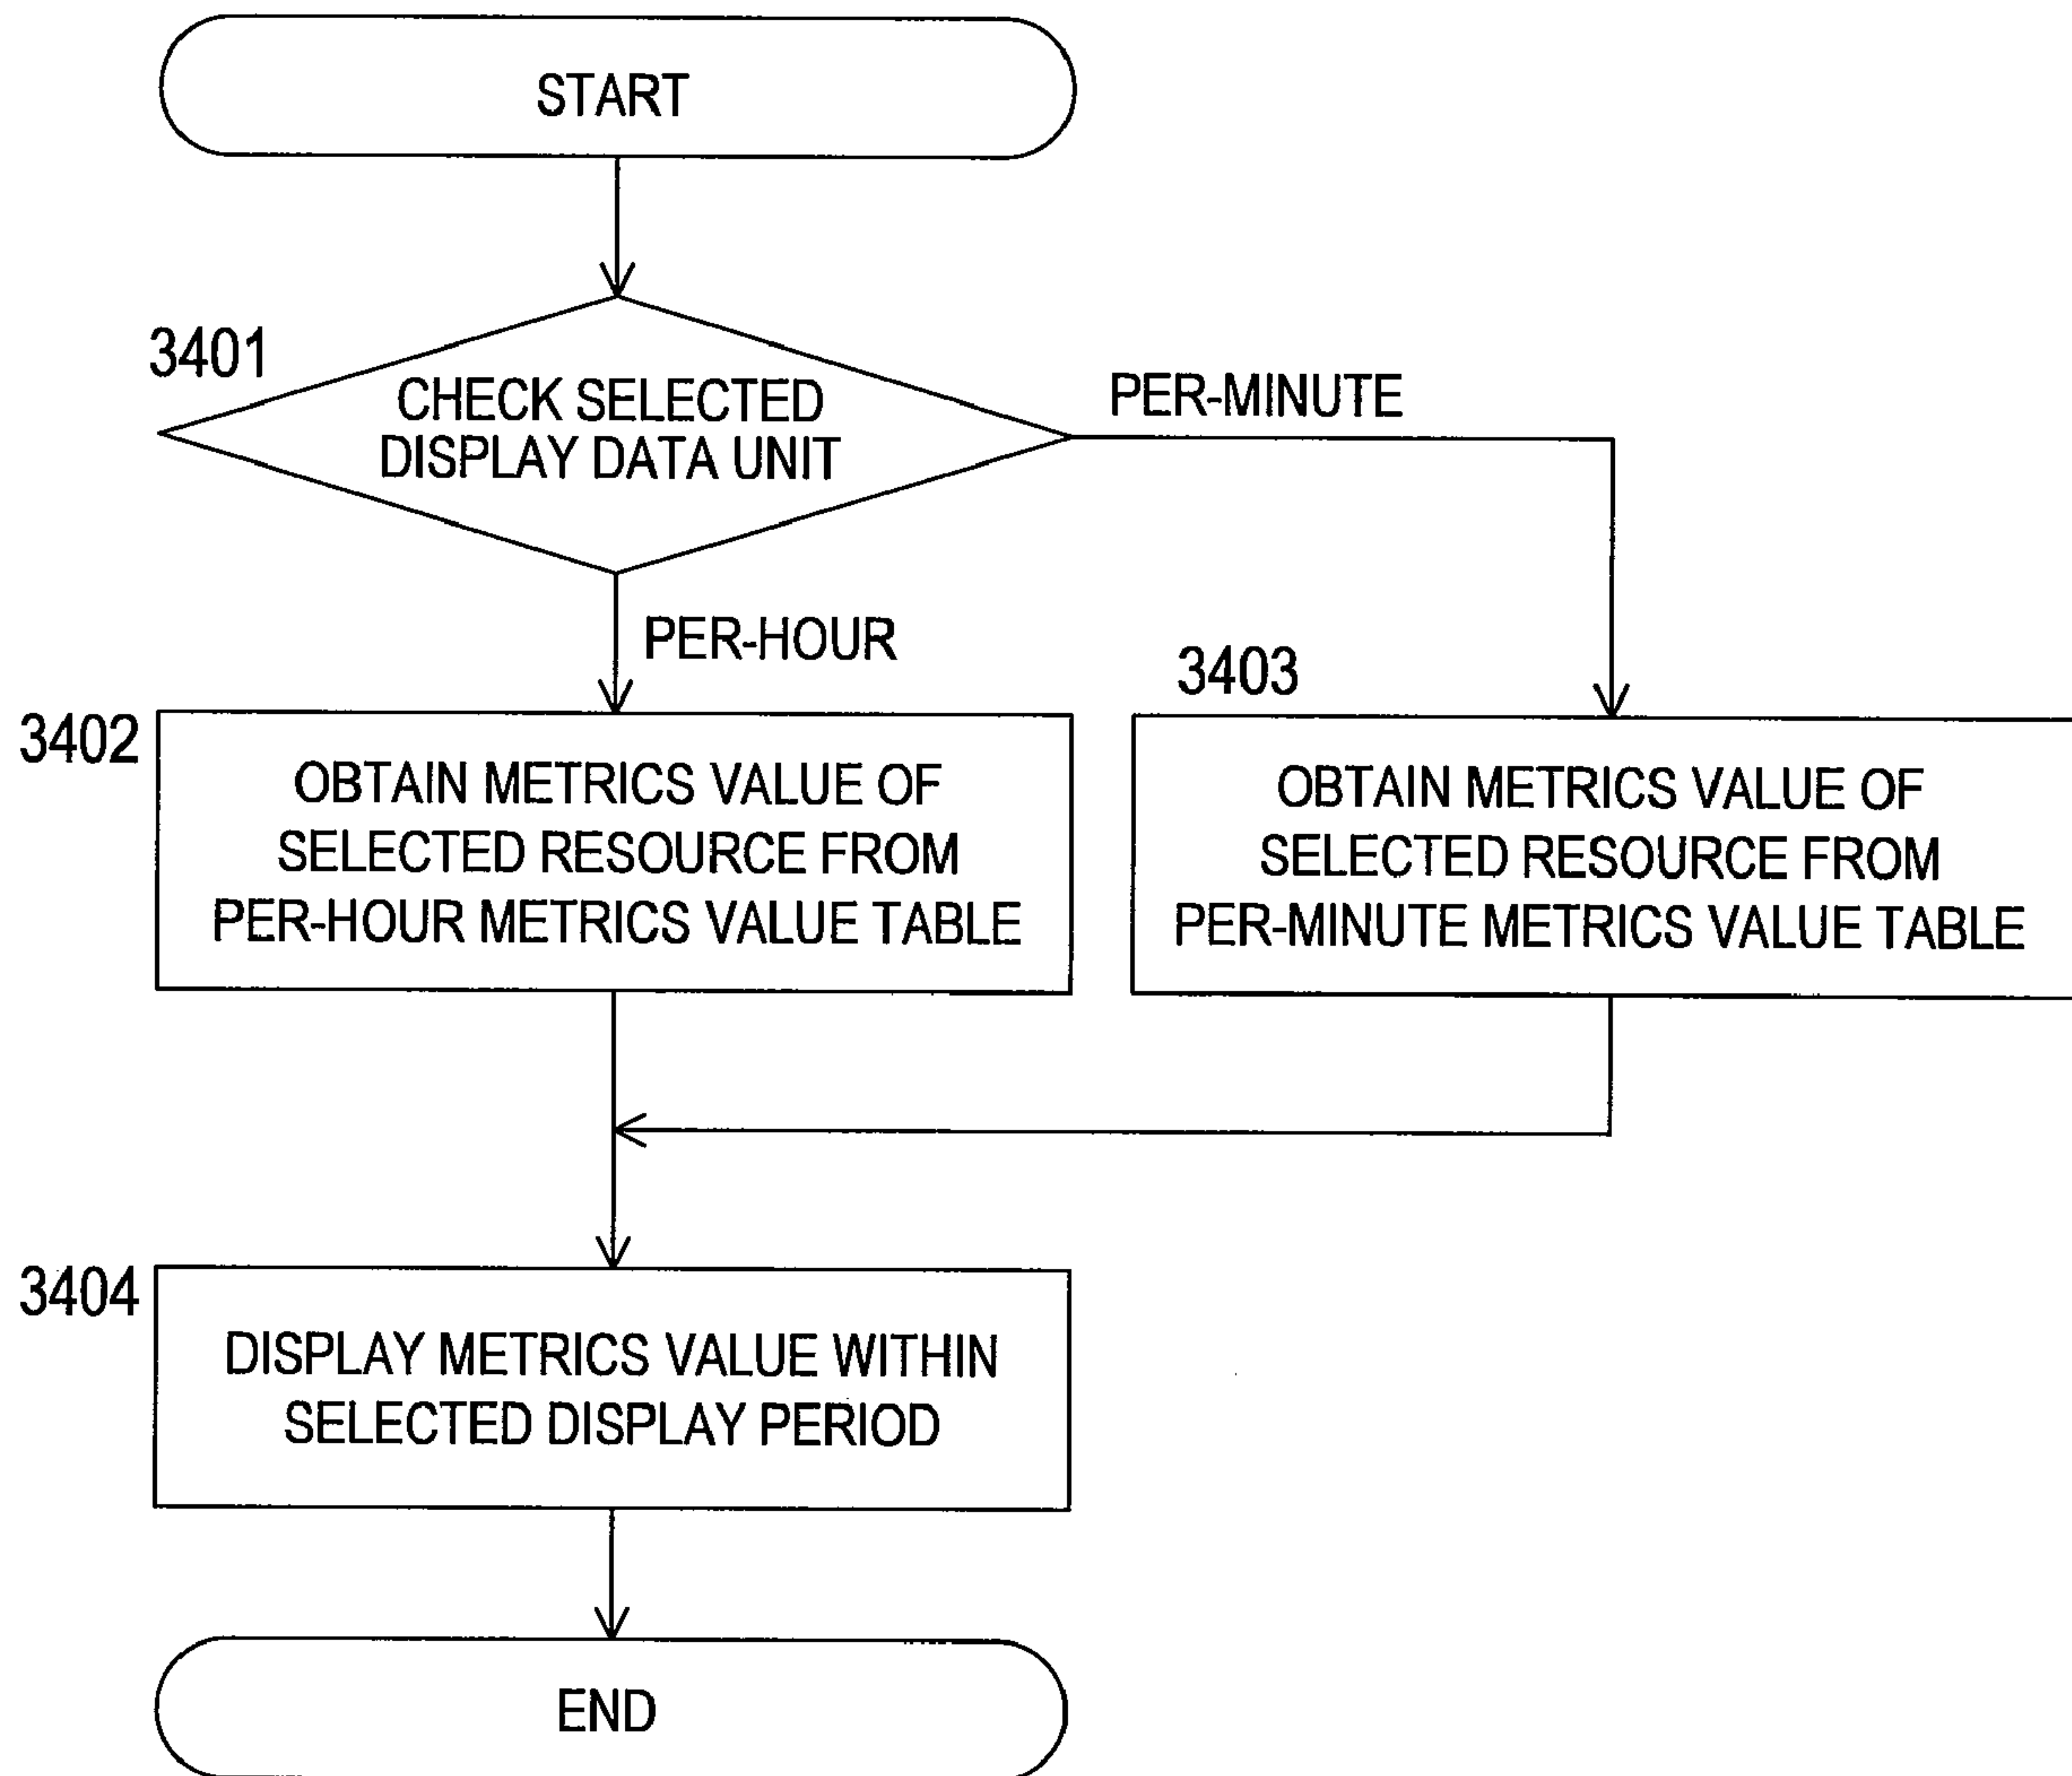 START
3401
CHECK SELECTED
DISPLAY DATA UNIT
PER-MINUTE
PER-HOUR
3402
OBTAIN METRICS VALUE OF
SELECTED RESOURCE FROM
PER-HOUR METRICS VALUE TABLE
3403
OBTAIN METRICS VALUE OF
SELECTED RESOURCE FROM
PER-MINUTE METRICS VALUE TABLE
3404
DISPLAY METRICS VALUE WITHIN
SELECTED DISPLAY PERIOD
END